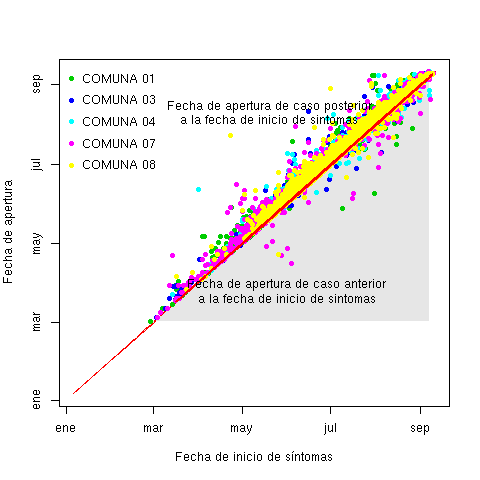 COMUNA 01
COMUNA 03
COMUNA 04
COMUNA 07
COMUNA 08
Fecha de apertura de caso posterior
a la fecha de inicio de sintomas
Fecha de apertura de caso anterior
a la fecha de inicio de sintomas
Fecha de apertura
ene
mar
may
jul
sep
ene
mar
may
jul
sep
Fecha de inicio de síntomas